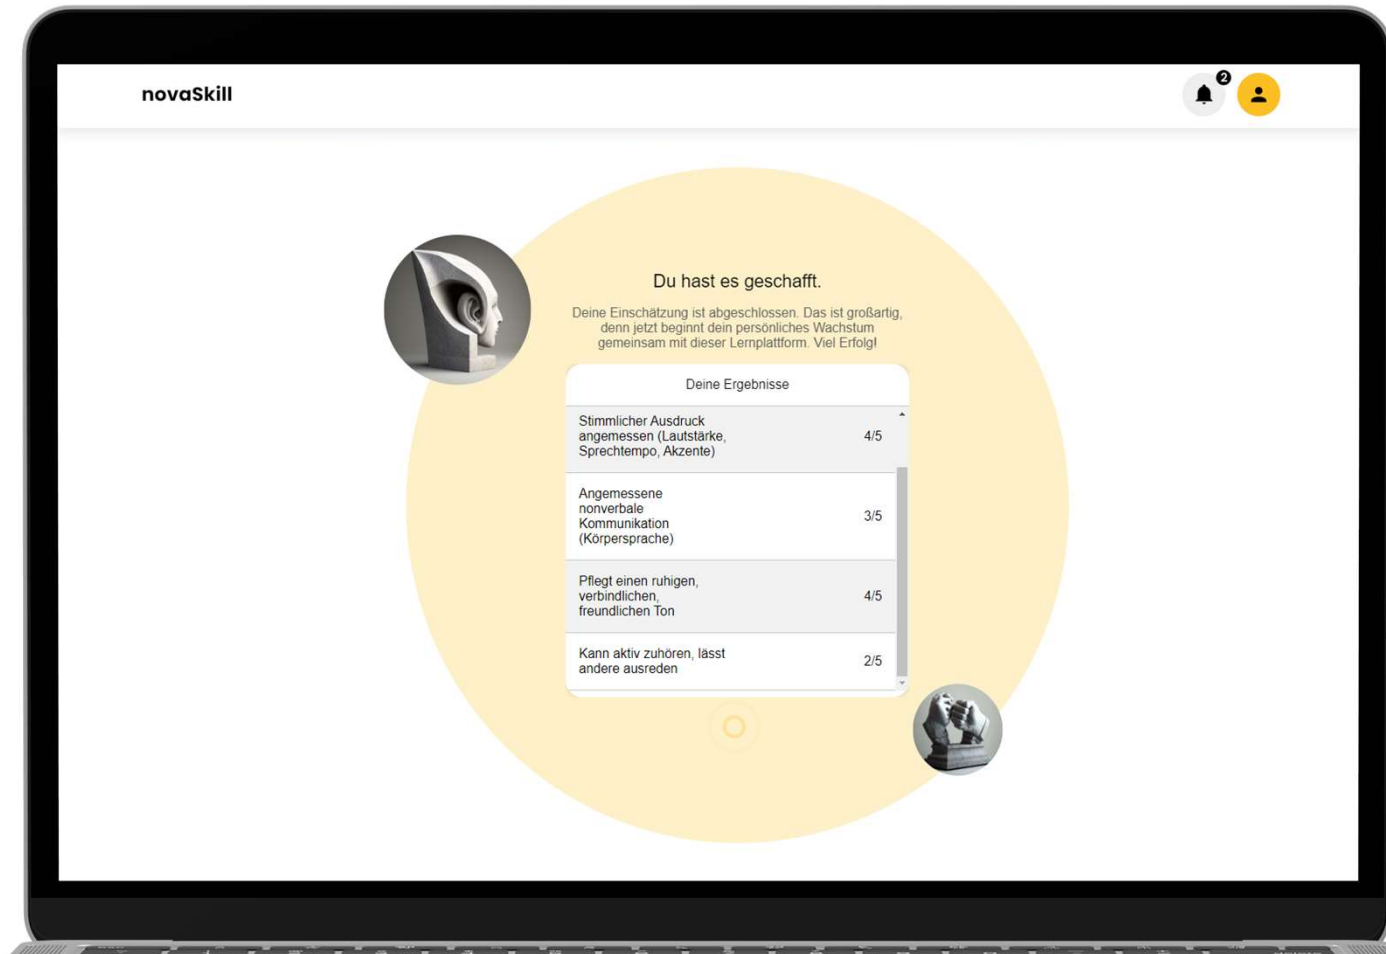 novaSkill
2
Du hast es geschafft.
Deine Einschätzung ist abgeschlossen. Das ist großartig,
denn jetzt beginnt dein persönliches Wachstum
gemeinsam mit dieser Lernplattform. Viel Erfolg!
Deine Ergebnisse
Stimmlicher Ausdruck
angemessen (Lautstärke,
Sprechtempo, Akzente)
4/5
Angemessene
nonverbale
Kommunikation
(Körpersprache)
3/5
Pflegt einen ruhigen,
verbindlichen,
freundlichen Ton
4/5
Kann aktiv zuhören, lässt
andere ausreden
2/5